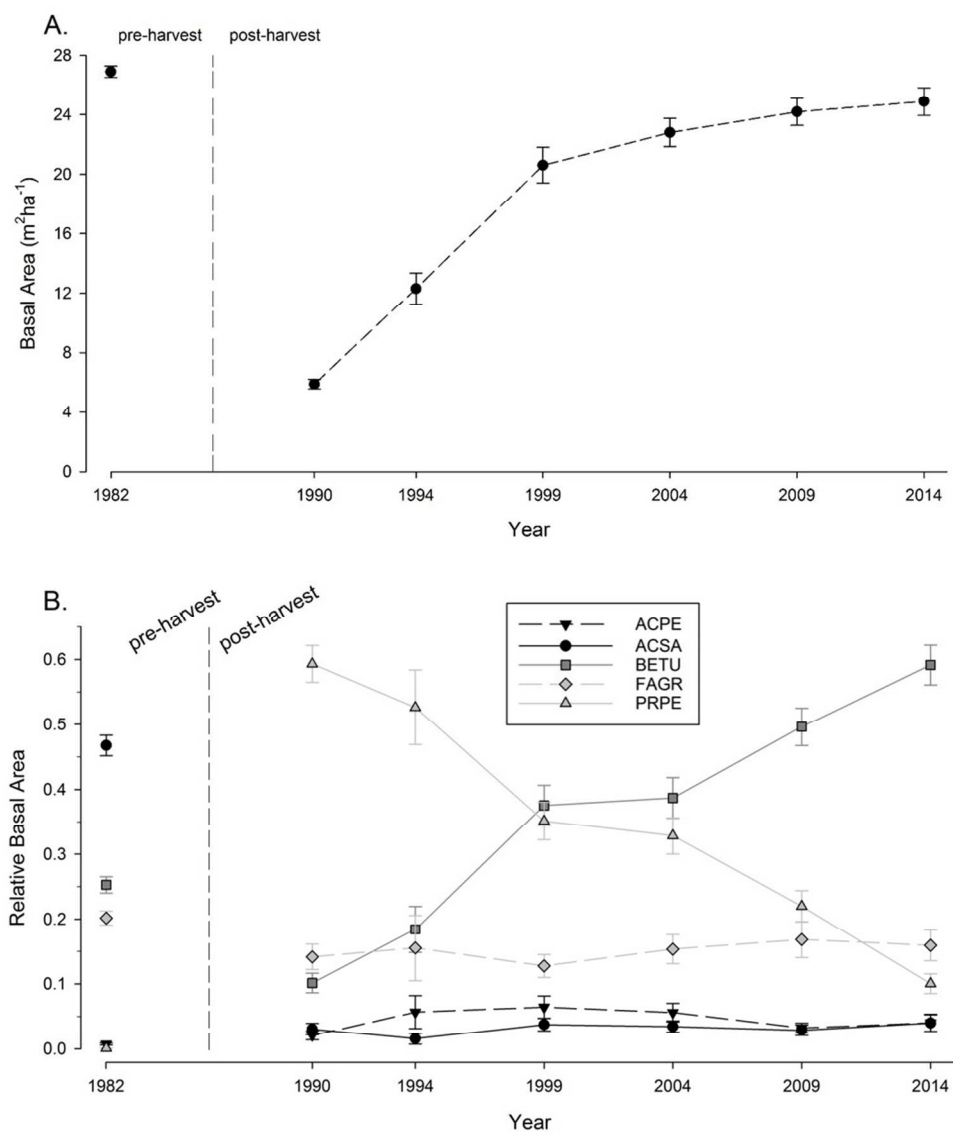 A.
pre-harvest post-harvest
28
24
20
16
12
8
4
0
Basal Area (m²ha⁻¹)
1982 1990 1994 1999 2004 2009 2014
Year
B.
pre-harvest post-harvest
ACPE
ACSA
BETU
FAGR
PRPE
0.6
0.5
0.4
0.3
0.2
0.1
0.0
Relative Basal Area
1982 1990 1994 1999 2004 2009 2014
Year